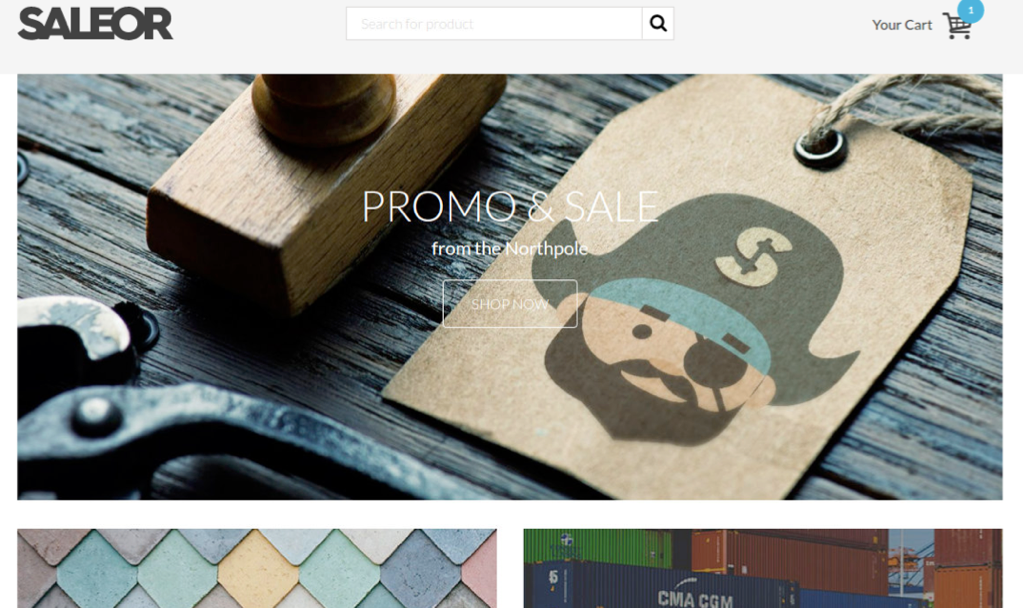 SALEOR
Search for product
Your Cart
1
PROMO & SALE
from the Northpole
SHOP NOW
S
CMA CGM